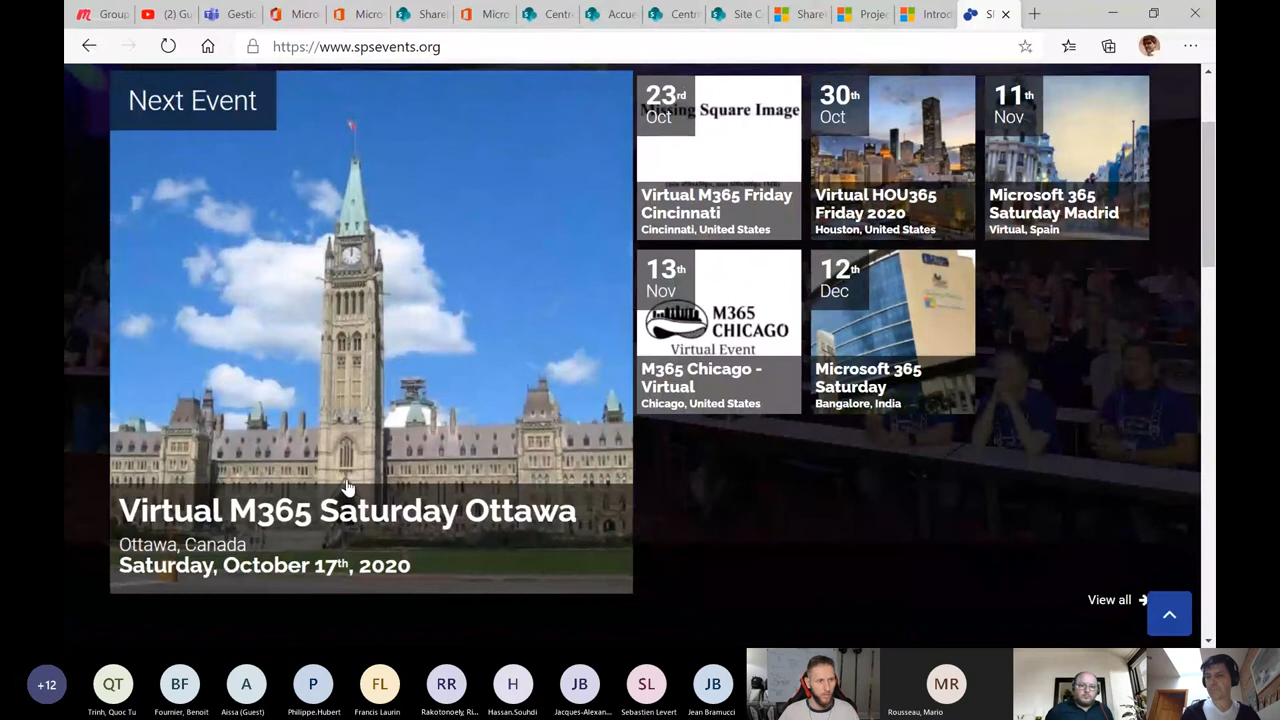 Group
(2) Gu
Gestic
Micro
Micro
Share
Micro
Centr
Accue
Centr
Site C
Share
Proje
Introd
SI
https://www.spsevents.org
Next Event
Virtual M365 Saturday Ottawa
Ottawa, Canada
Saturday, October 17th, 2020
23rd
Oct
Missing Square Image
Virtual M365 Friday
Cincinnati
Cincinnati, United States
30th
Oct
Virtual HOU365
Friday 2020
Houston, United States
11th
Nov
Microsoft 365
Saturday Madrid
Virtual, Spain
13th
Nov
M365
CHICAGO
Virtual Event
M365 Chicago -
Virtual
Chicago, United States
12th
Dec
Microsoft 365
Saturday
Bangalore, India
View all
+12
QT
Trinh, Quoc Tu
BF
Fournier, Benoit
A
Aissa (Guest)
P
Philippe.Hubert
FL
Francis Laurin
RR
Rakotonoely, Ri...
H
Hassan.Souhdi
JB
Jacques-Alexan...
SL
Sebastien Levert
JB
Jean Bramucci
MR
Rousseau, Mario